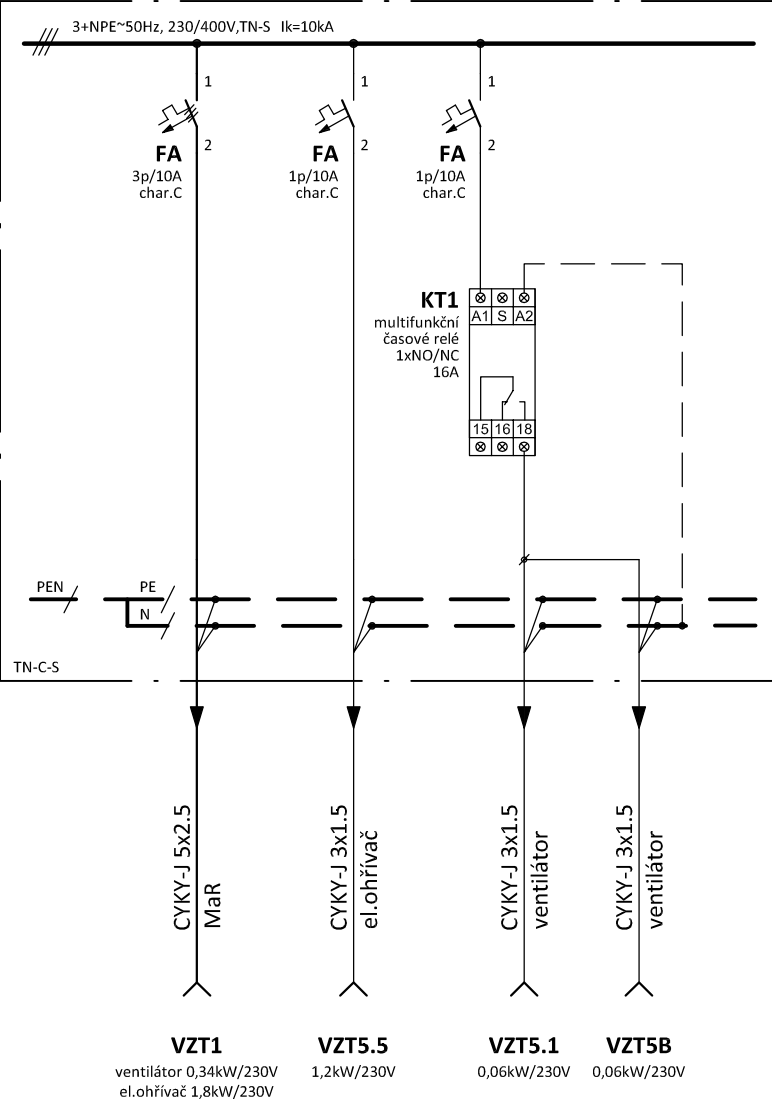 3+NPE~50Hz, 230/400V,TN-S Ik=10kA
1
1
1
2
2
2
FA
3p/10A
char.C
FA
1p/10A
char.C
FA
1p/10A
char.C
KT1
multifunkční
časové relé
1xNO/NC
16A
A1 S A2
15 16 18
PEN
PE
N
TN-C-S
CYKY-J 5x2.5
MaR
CYKY-J 3x1.5
el.ohřívač
CYKY-J 3x1.5
ventilátor
CYKY-J 3x1.5
ventilátor
VZT1
ventilátor 0,34kW/230V
el.ohřívač 1,8kW/230V
VZT5.5
1,2kW/230V
VZT5.1
0,06kW/230V
VZT5B
0,06kW/230V